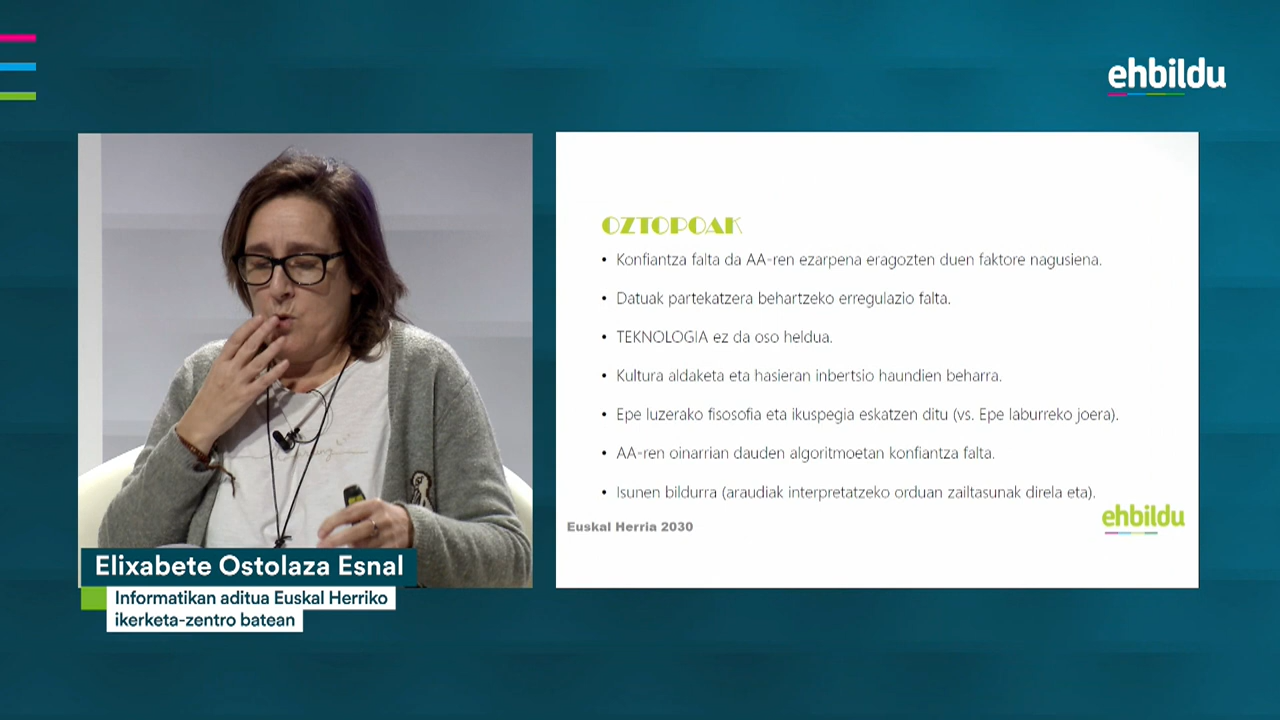 ehbildu
OZTOPOAK
• Konfiantza falta da AA-ren ezarpena eragozten duen faktore nagusiena.
• Datuak partekatzera behartzeko erregulazio falta.
• TEKNOLOGIA ez da oso heldua.
• Kultura aldaketa eta hasieran inbertsio haundien beharra.
• Epe luzerako fisosofia eta ikuspegia eskatzen ditu (vs. Epe laburreko joera).
• AA-ren oinarrian dauden algoritmoetan konfiantza falta.
• Isunen bildurra (araudiak interpretatzeko orduan zailtasunak direla eta).
Euskal Herria 2030
ehbildu
Elixabete Ostolaza Esnal
Informatikan aditua Euskal Herriko
ikerketa-zentro batean